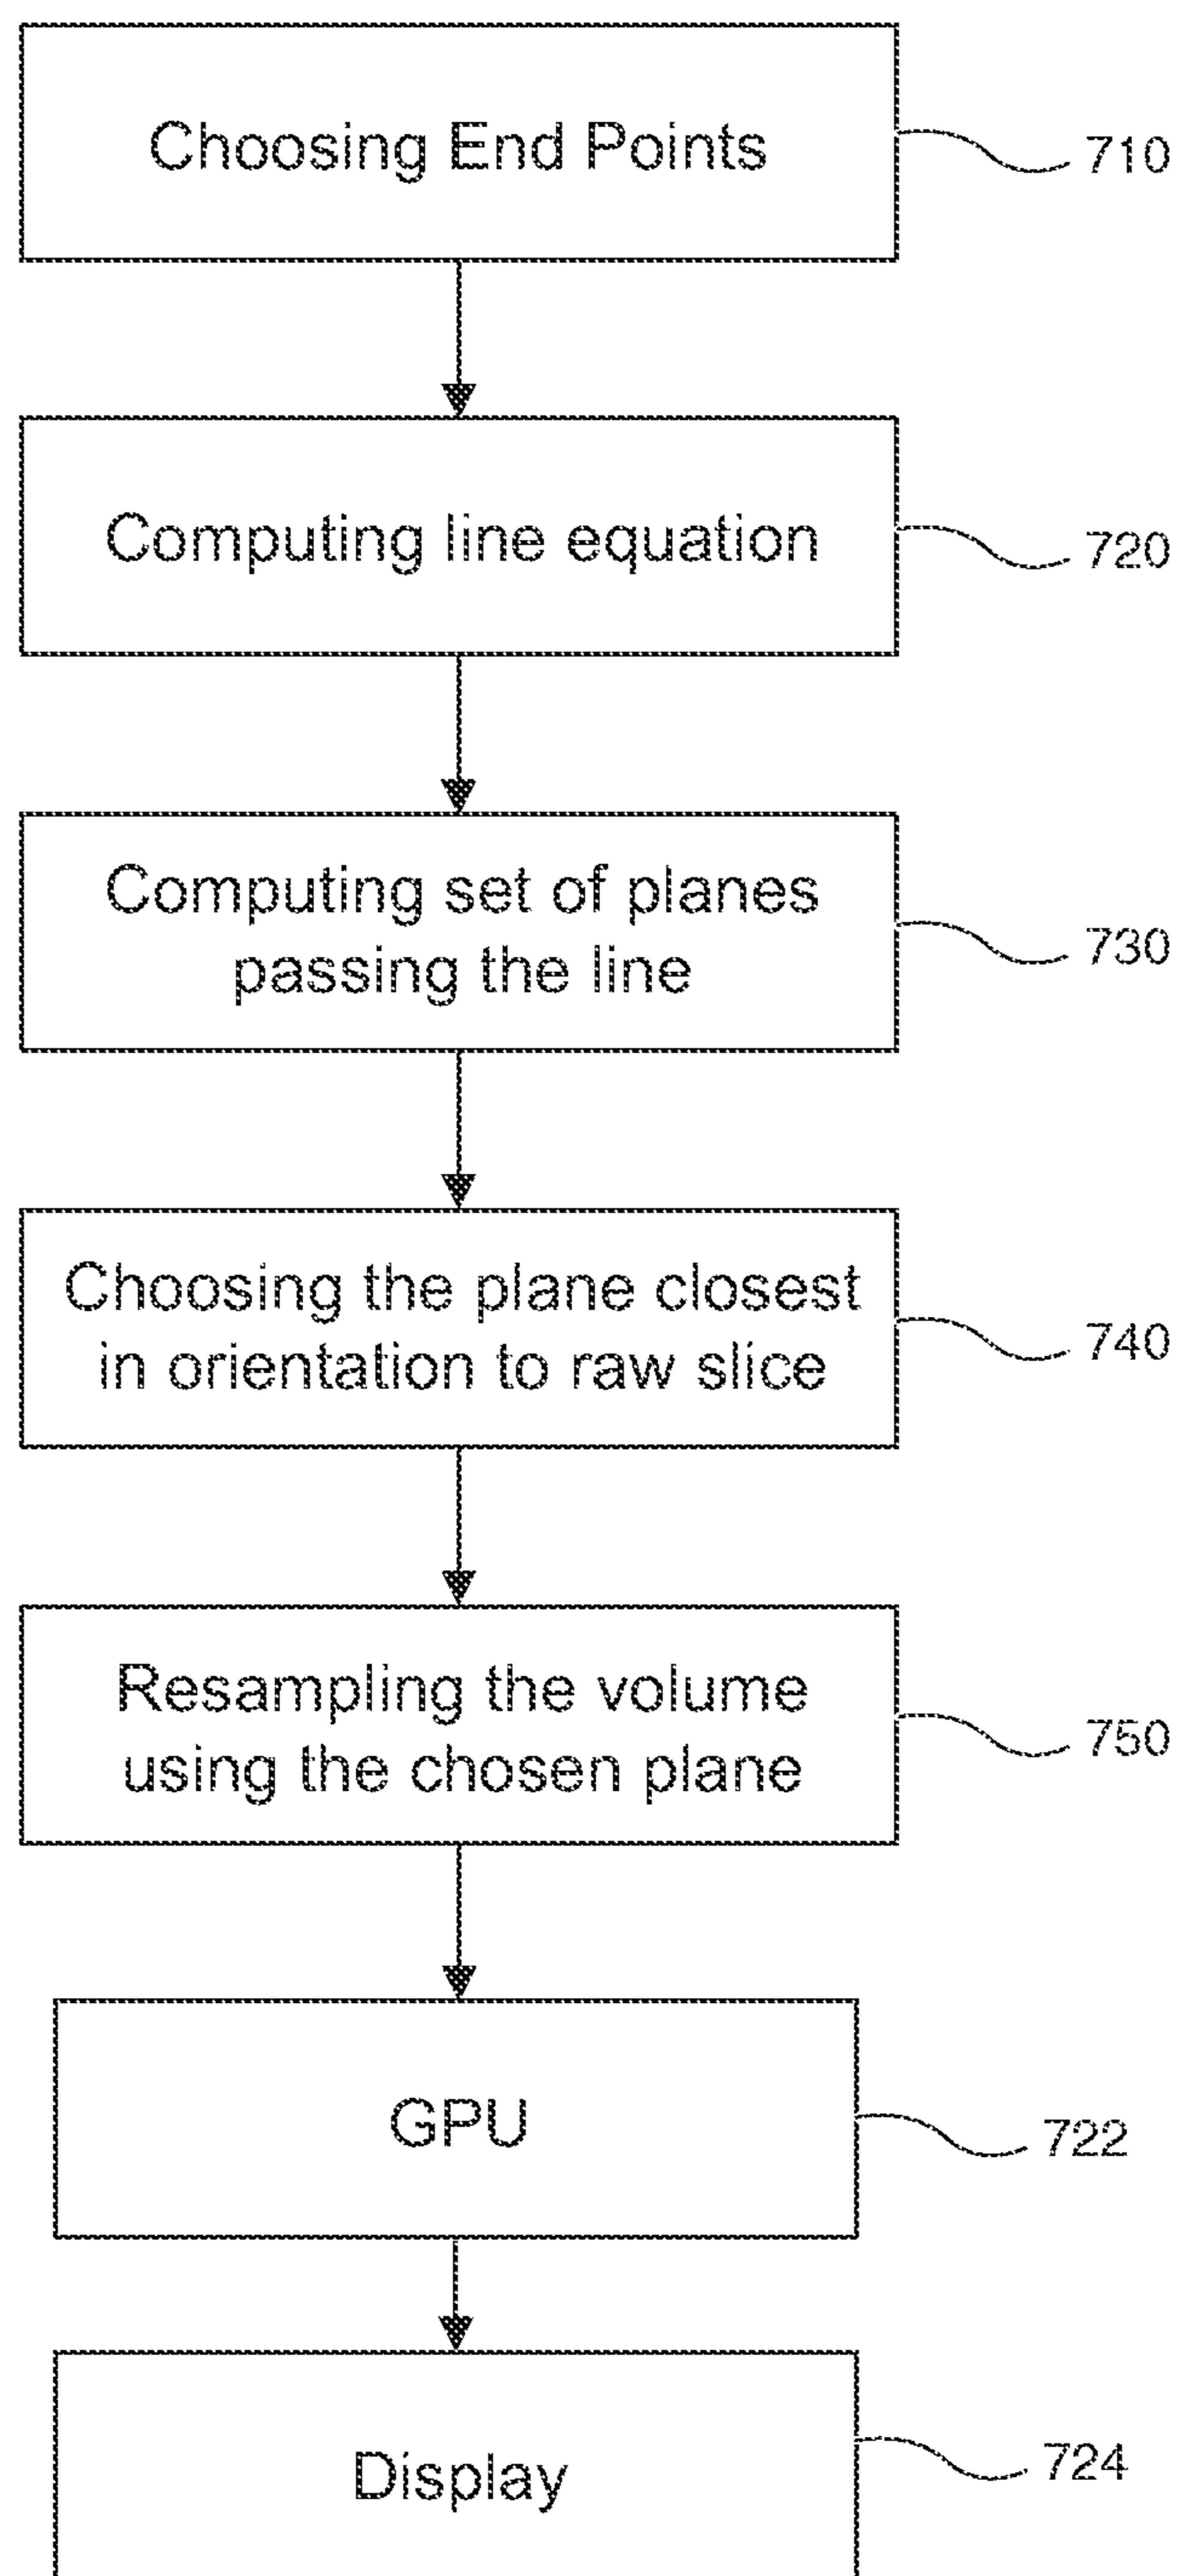 Choosing End Points
710
Computing line equation
720
Computing set of planes
passing the line
730
Choosing the plane closest
in orientation to raw slice
740
Resampling the volume
using the chosen plane
750
GPU
722
Display
724